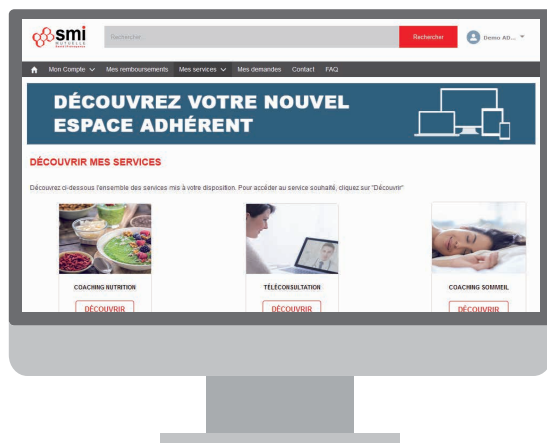 smi
MUTUELLE
Rechercher
Rechercher
Demo AD...
Mon Compte
Mes remboursements
Mes services
Mes demandes
Contact
FAQ
DÉCOUVREZ VOTRE NOUVEL
ESPACE ADHÉRENT
DÉCOUVRIR MES SERVICES
Découvrez ci-dessous l'ensemble des services mis à votre disposition. Pour accéder au service souhaité, cliquez sur "Découvrir"
COACHING NUTRITION
TÉLÉCONSULTATION
COACHING SOMMEIL
DÉCOUVRIR
DÉCOUVRIR
DÉCOUVRIR